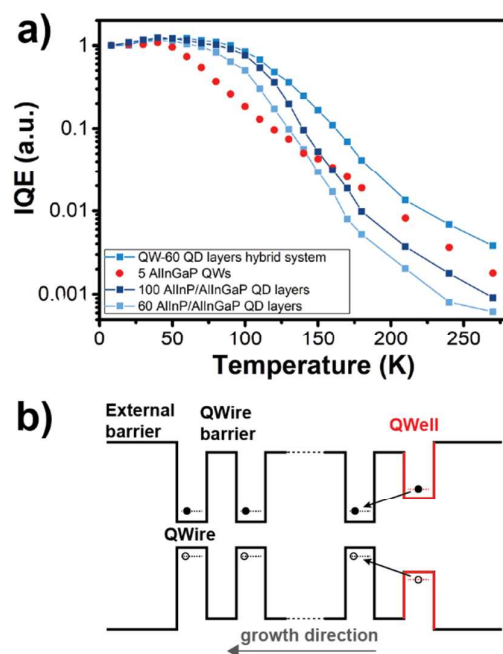 a)
IQE (a.u.)
1
0.1
0.01
0.001
QW-60 QD layers hybrid system
5 AlInGaP QWs
100 AlInP/AlInGaP QD layers
60 AlInP/AlInGaP QD layers
0 50 100 150 200 250
Temperature (K)
b)
External barrier
QWire barrier
QWell
QWire
growth direction